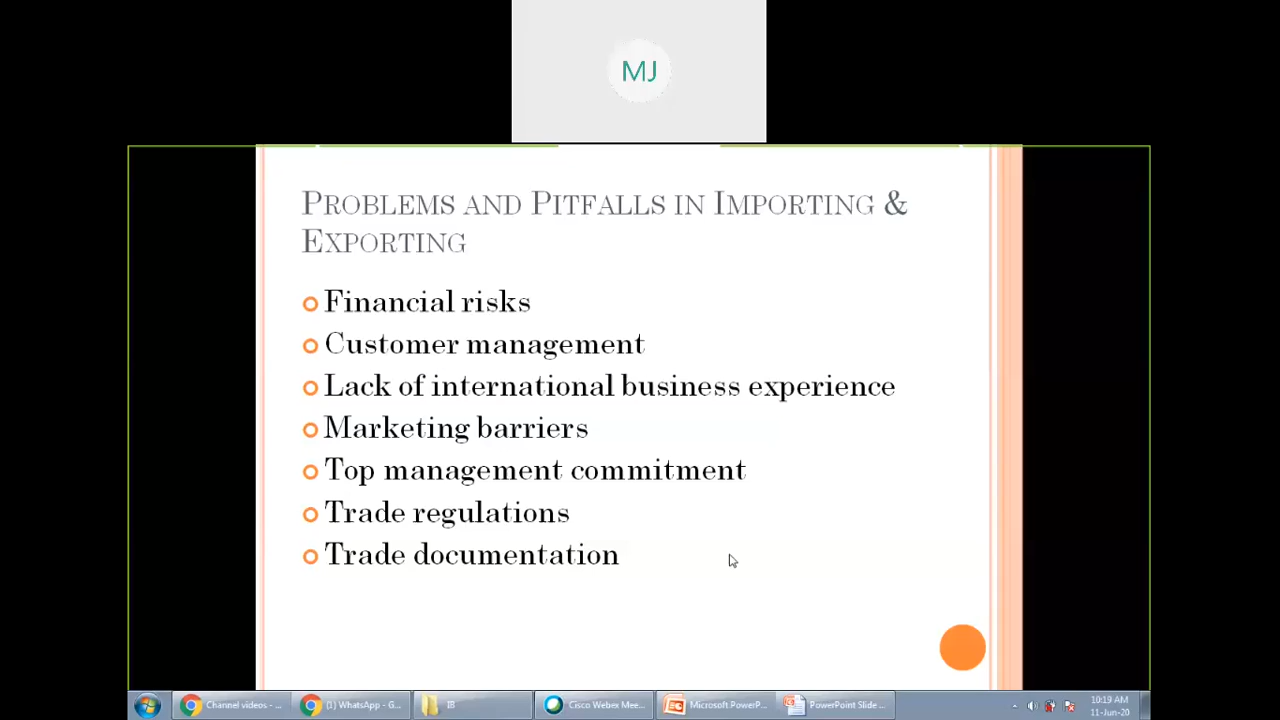 MJ
PROBLEMS AND PITFALLS IN IMPORTING &
EXPORTING
Financial risks
Customer management
Lack of international business experience
Marketing barriers
Top management commitment
Trade regulations
Trade documentation
Channel videos - ...
(1) WhatsApp - G...
Cisco Webex Mee...
Microsoft PowerP...
PowerPoint Slide ...
10:19 AM
11-Jun-20